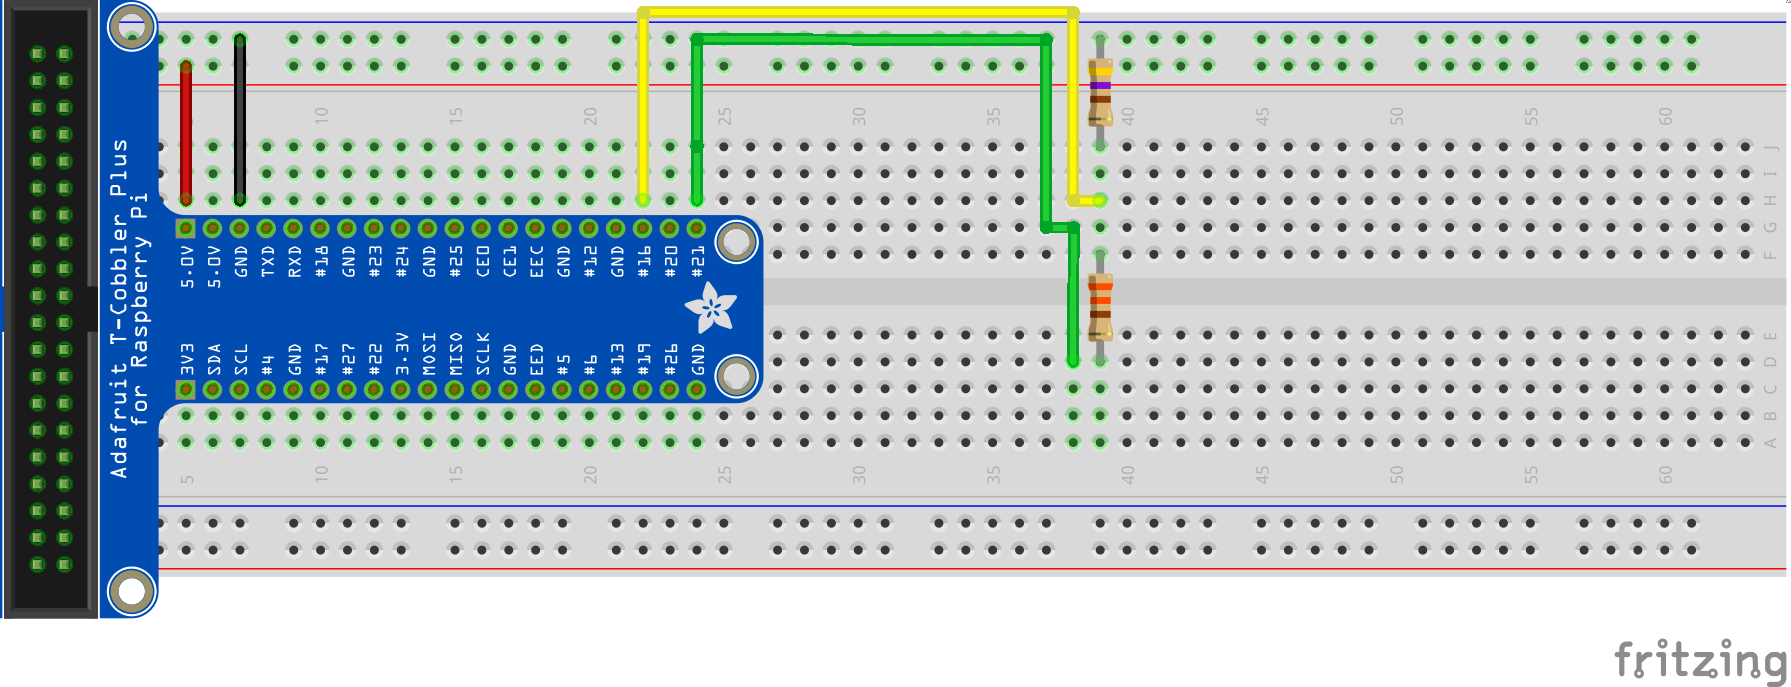 10 15 20 25 30 35 40 45 50 55 60
J
I
H
G
F
5.0V 5.0V GND TXD RXD #18 GND #23 #24 GND #25 CE0 CE1 EEC GND #12 GND #16 #20 #21
Adafruit T-Cobbler Plus
for Raspberry Pi
3V3 SDA SCL #4 GND #17 #27 #22 3.3V MOSI MISO SCLK GND EED #5 #6 #13 #19 #26 GND
E
D
C
B
A
5 10 15 20 25 30 35 40 45 50 55 60
fritzing